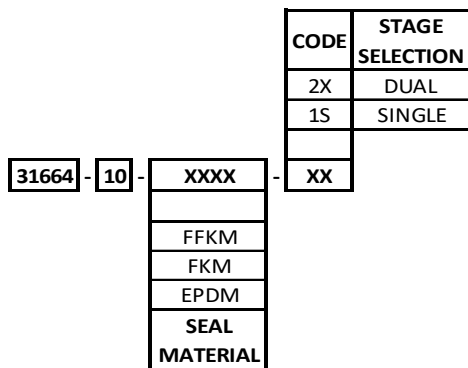 CODE STAGE SELECTION
2X DUAL
1S SINGLE
31664 - 10 - XXXX - XX
FFKM
FKM
EPDM
SEAL
MATERIAL